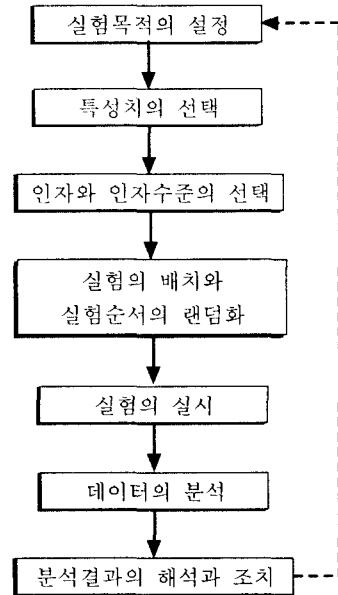 실험목적의 설정
특성치의 선택
인자와 인자수준의 선택
실험의 배치와
실험순서의 랜덤화
실험의 실시
데이터의 분석
분석결과의 해석과 조치